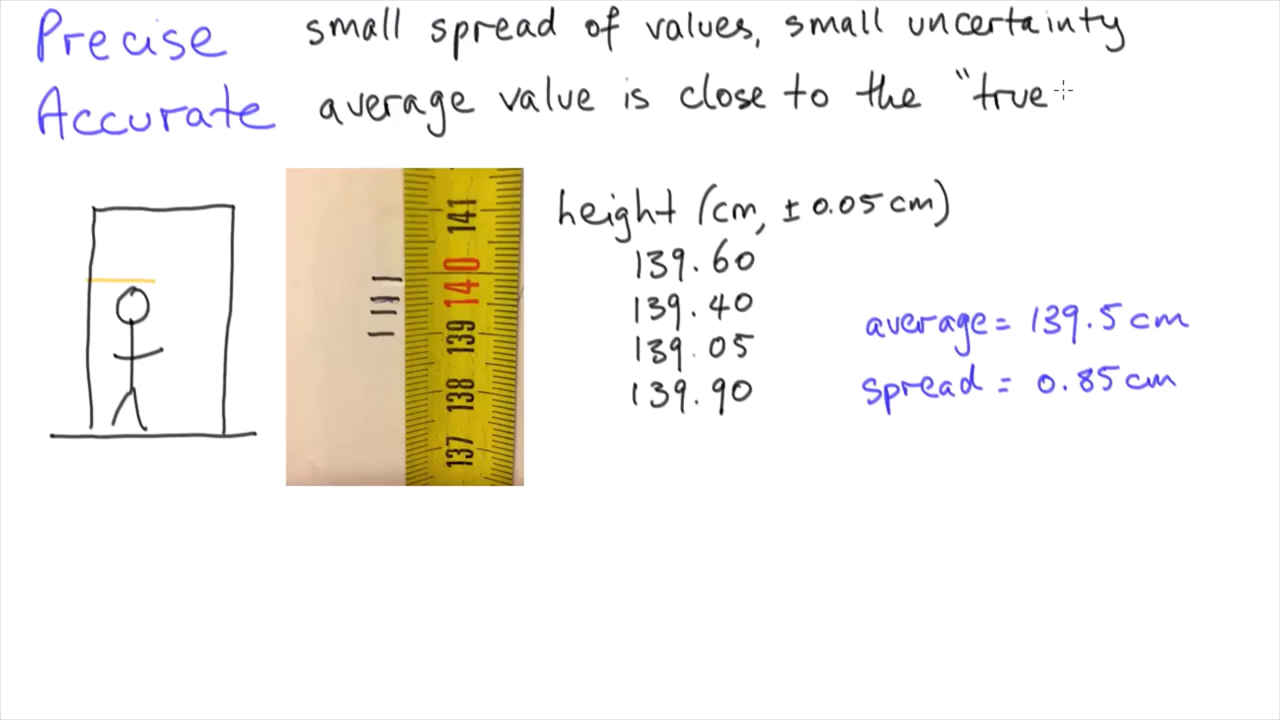 Precise small spread of values, small uncertainty
Accurate average value is close to the "true
141
140
139
138
137
height (cm, ± 0.05 cm)
139.60
139.40
139.05
139.90
average = 139.5 cm
spread = 0.85 cm